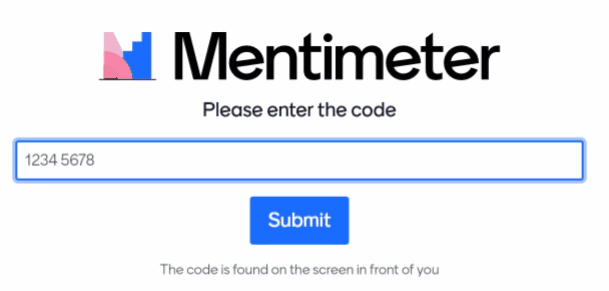 Mentimeter
Please enter the code
1234 5678
Submit
The code is found on the screen in front of you